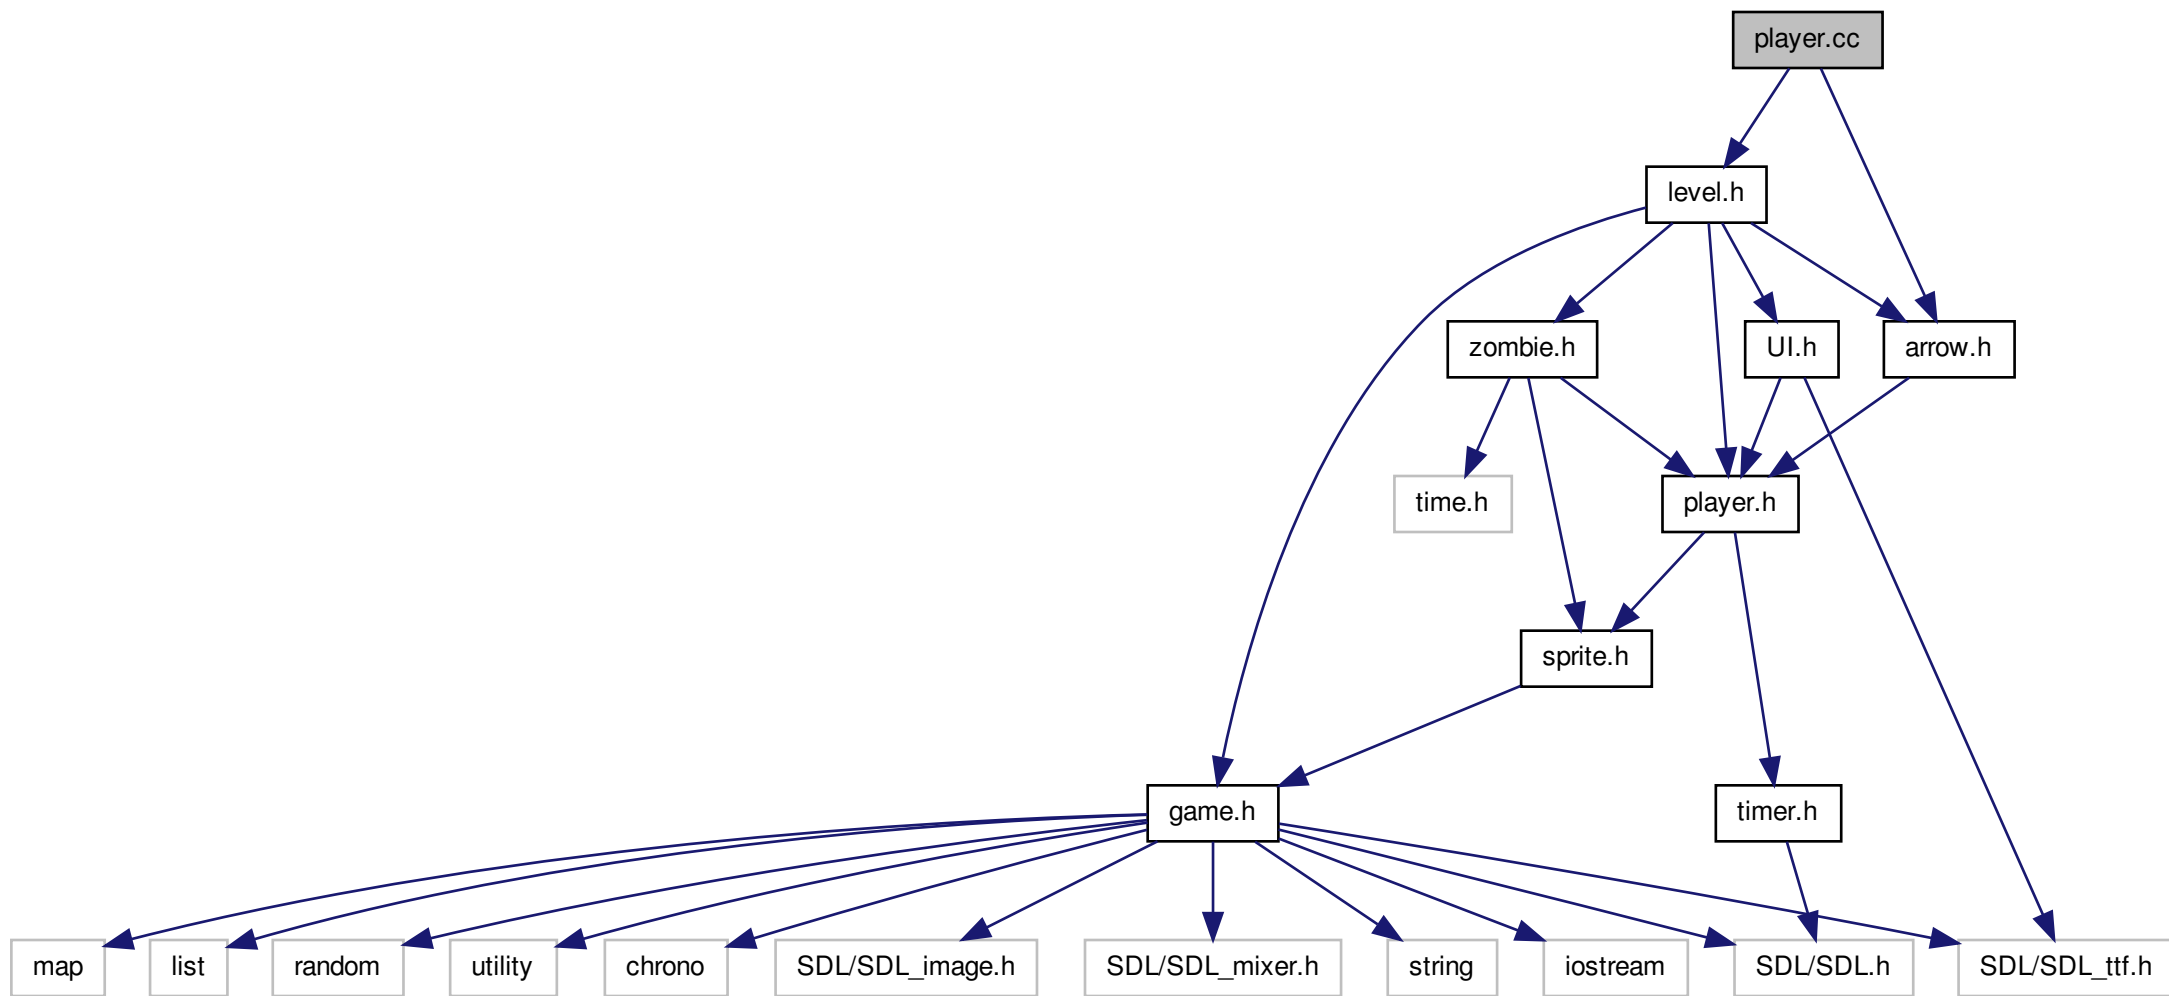 player.cc
level.h
zombie.h
UI.h
arrow.h
time.h
player.h
sprite.h
game.h
timer.h
map
list
random
utility
chrono
SDL/SDL_image.h
SDL/SDL_mixer.h
string
iostream
SDL/SDL.h
SDL/SDL_ttf.h